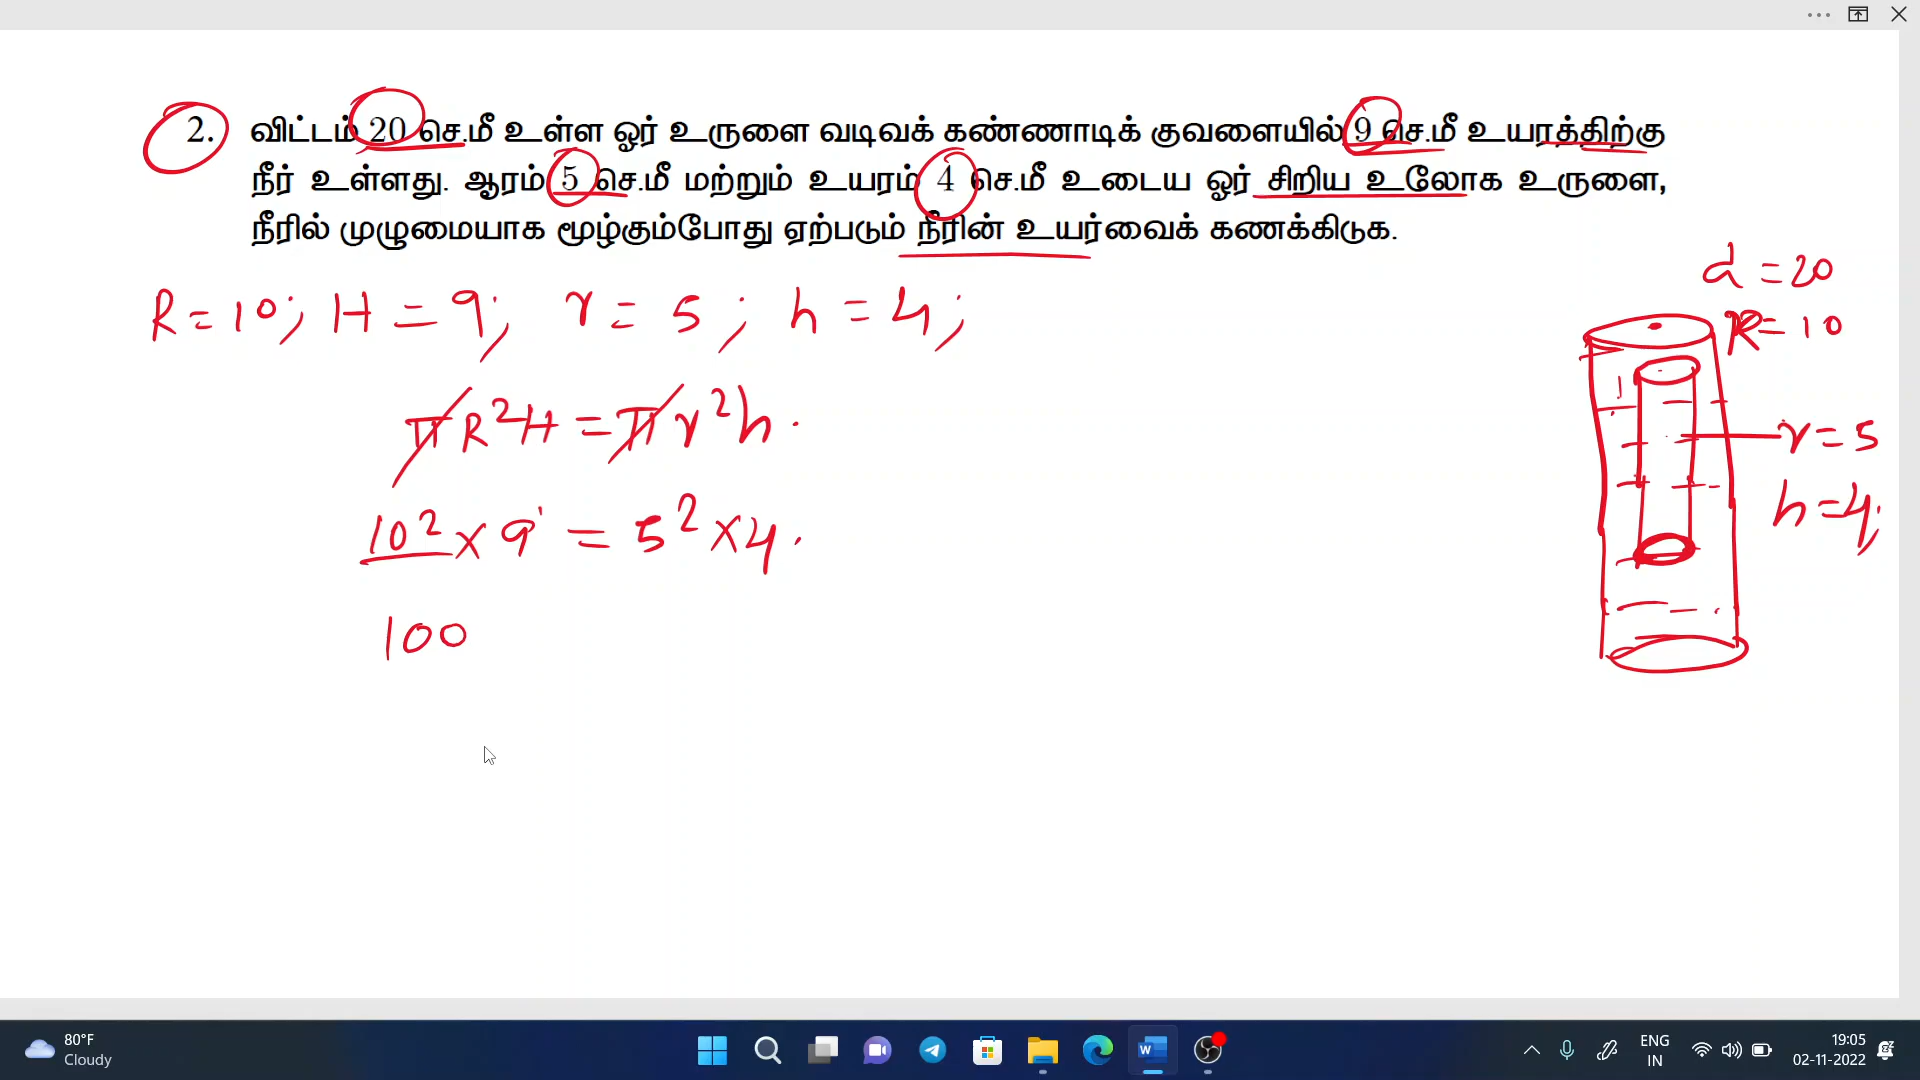 2. விட்டம் 20 செ.மீ உள்ள ஓர் உருளை வடிவக் கண்ணாடிக் குவளையில் 9 செ.மீ உயரத்திற்கு
நீர் உள்ளது. ஆரம் 5 செ.மீ மற்றும் உயரம் 4 செ.மீ உடைய ஓர் சிறிய உலோக உருளை,
நீரில் முழுமையாக மூழ்கும்போது ஏற்படும் நீரின் உயர்வைக் கணக்கிடுக.
d = 20
R = 10; H = 9; r = 5; h = 4;
R = 10
πR²H = πr²h.
r = 5
h = 4;
10² × 9 = 5² × 4.
100
80°F
Cloudy
ENG
IN
19:05
02-11-2022